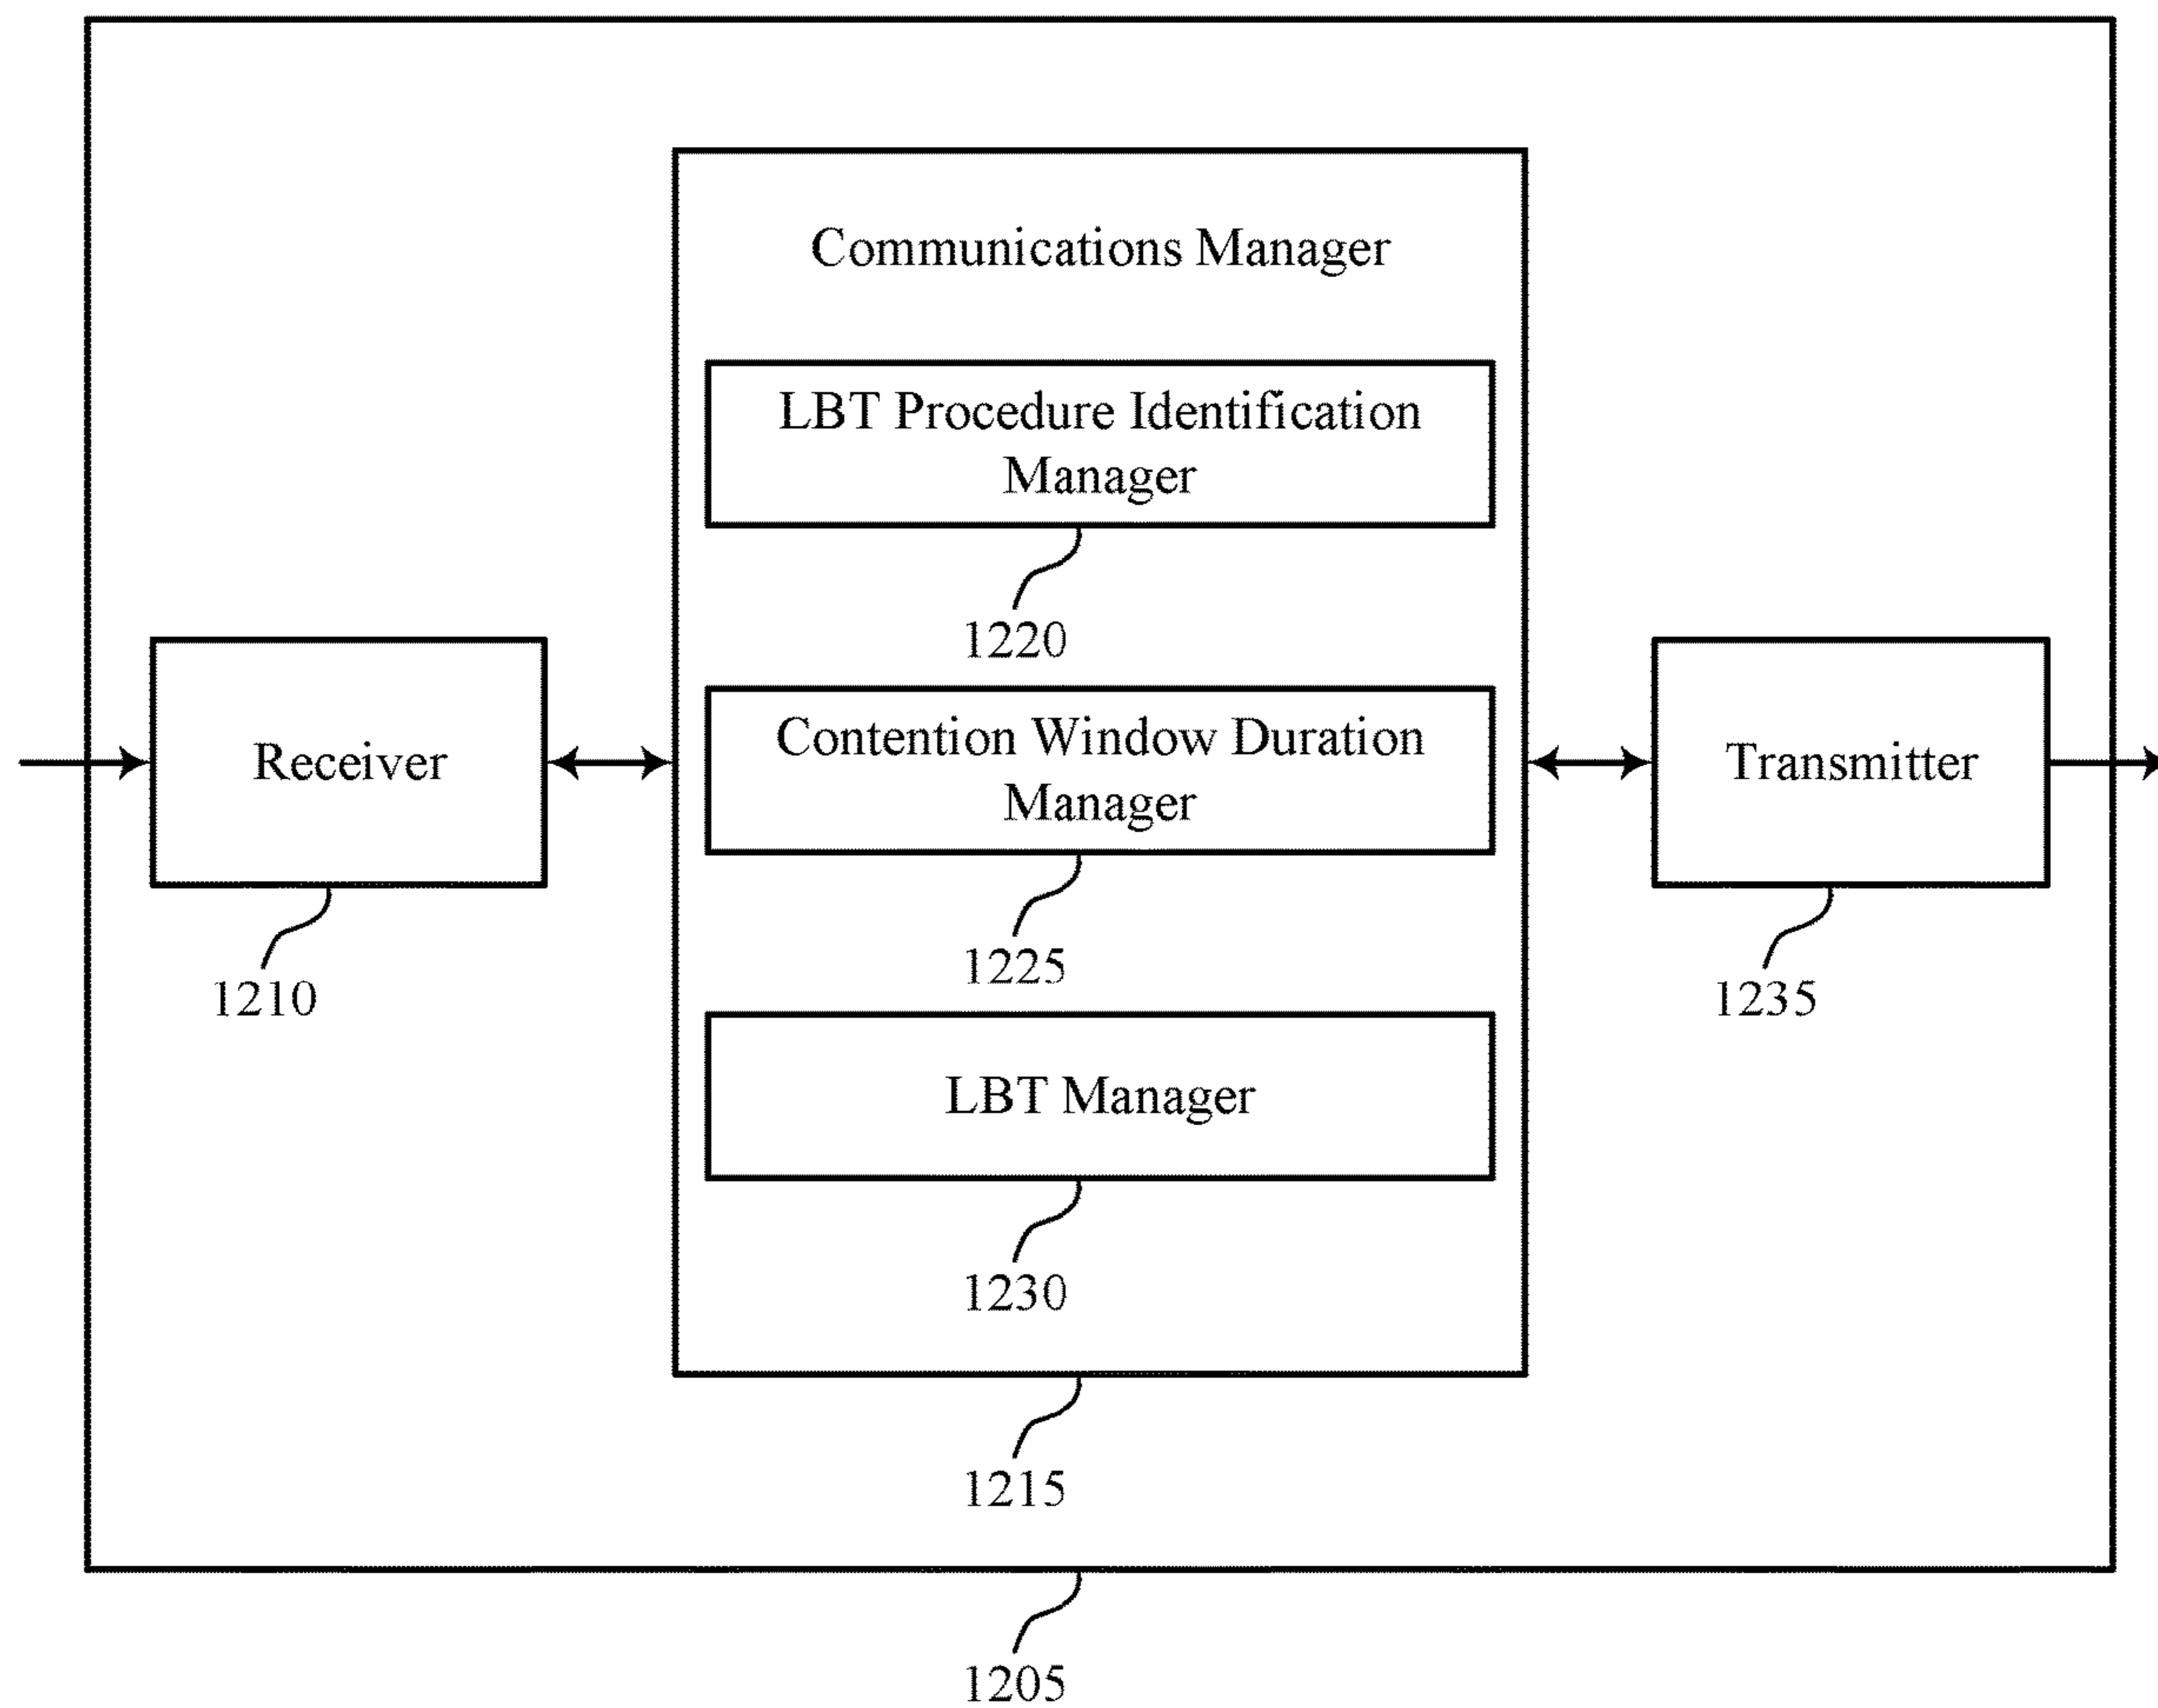 Communications Manager
LBT Procedure Identification
Manager
1220
Receiver
1210
Contention Window Duration
Manager
1225
Transmitter
1235
LBT Manager
1230
1215
1205